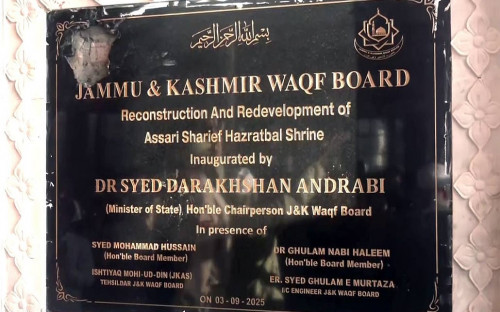 بسم الله الرحمن الرحيم
JAMMU & KASHMIR WAQF BOARD
Reconstruction And Redevelopment of
Assari Sharief Hazratbal Shrine
Inaugurated by
DR SYED DARAKHSHAN ANDRABI
(Minister of State), Hon'ble Chairperson J&K Waqf Board
In presence of
SYED MOHAMMAD HUSSAIN
(Hon'ble Board Member)
DR GHULAM NABI HALEEM
(Hon'ble Board Member)
ISHTIYAQ MOHI-UD-DIN (JKAS)
TEHSILDAR J&K WAQF BOARD
ER. SYED GHULAM E MURTAZA
I/C ENGINEER J&K WAQF BOARD
ON 03 - 09 - 2025